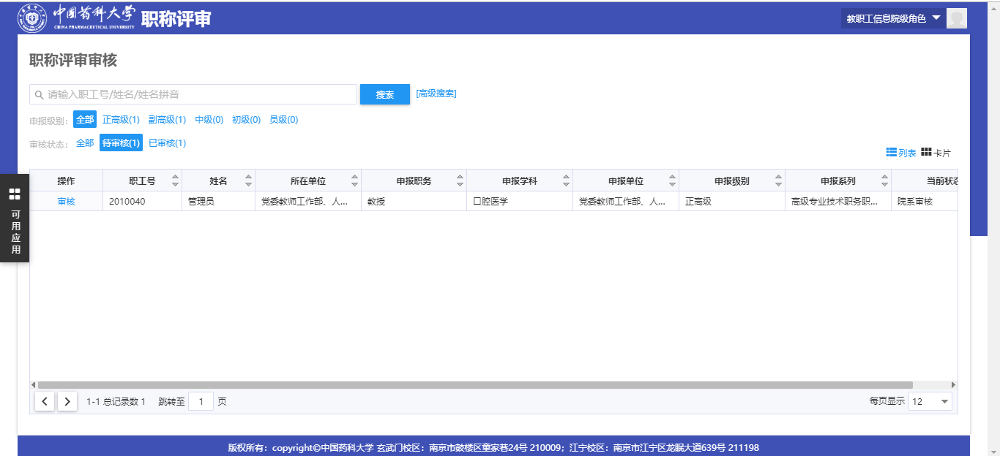 中国药科大学 职称评审
CHINA PHARMACEUTICAL UNIVERSITY
教职工信息院级角色
职称评审审核
请输入职工号/姓名/姓名拼音 搜索 [高级搜索]
申报级别: 全部 正高级(1) 副高级(1) 中级(0) 初级(0) 员级(0)
审核状态: 全部 待审核(1) 已审核(1)
列表 卡片
操作 职工号 姓名 所在单位 申报职务 申报学科 申报单位 申报级别 申报系列 当前状态
审核 2010040 管理员 党委教师工作部、人... 教授 口腔医学 党委教师工作部、人... 正高级 高级专业技术职务职... 院系审核
可用应用
1-1 总记录数 1 跳转至 1 页 每页显示 12
版权所有：copyright©中国药科大学 玄武门校区：南京市鼓楼区童家巷24号 210009；江宁校区：南京市江宁区龙眠大道639号 211198